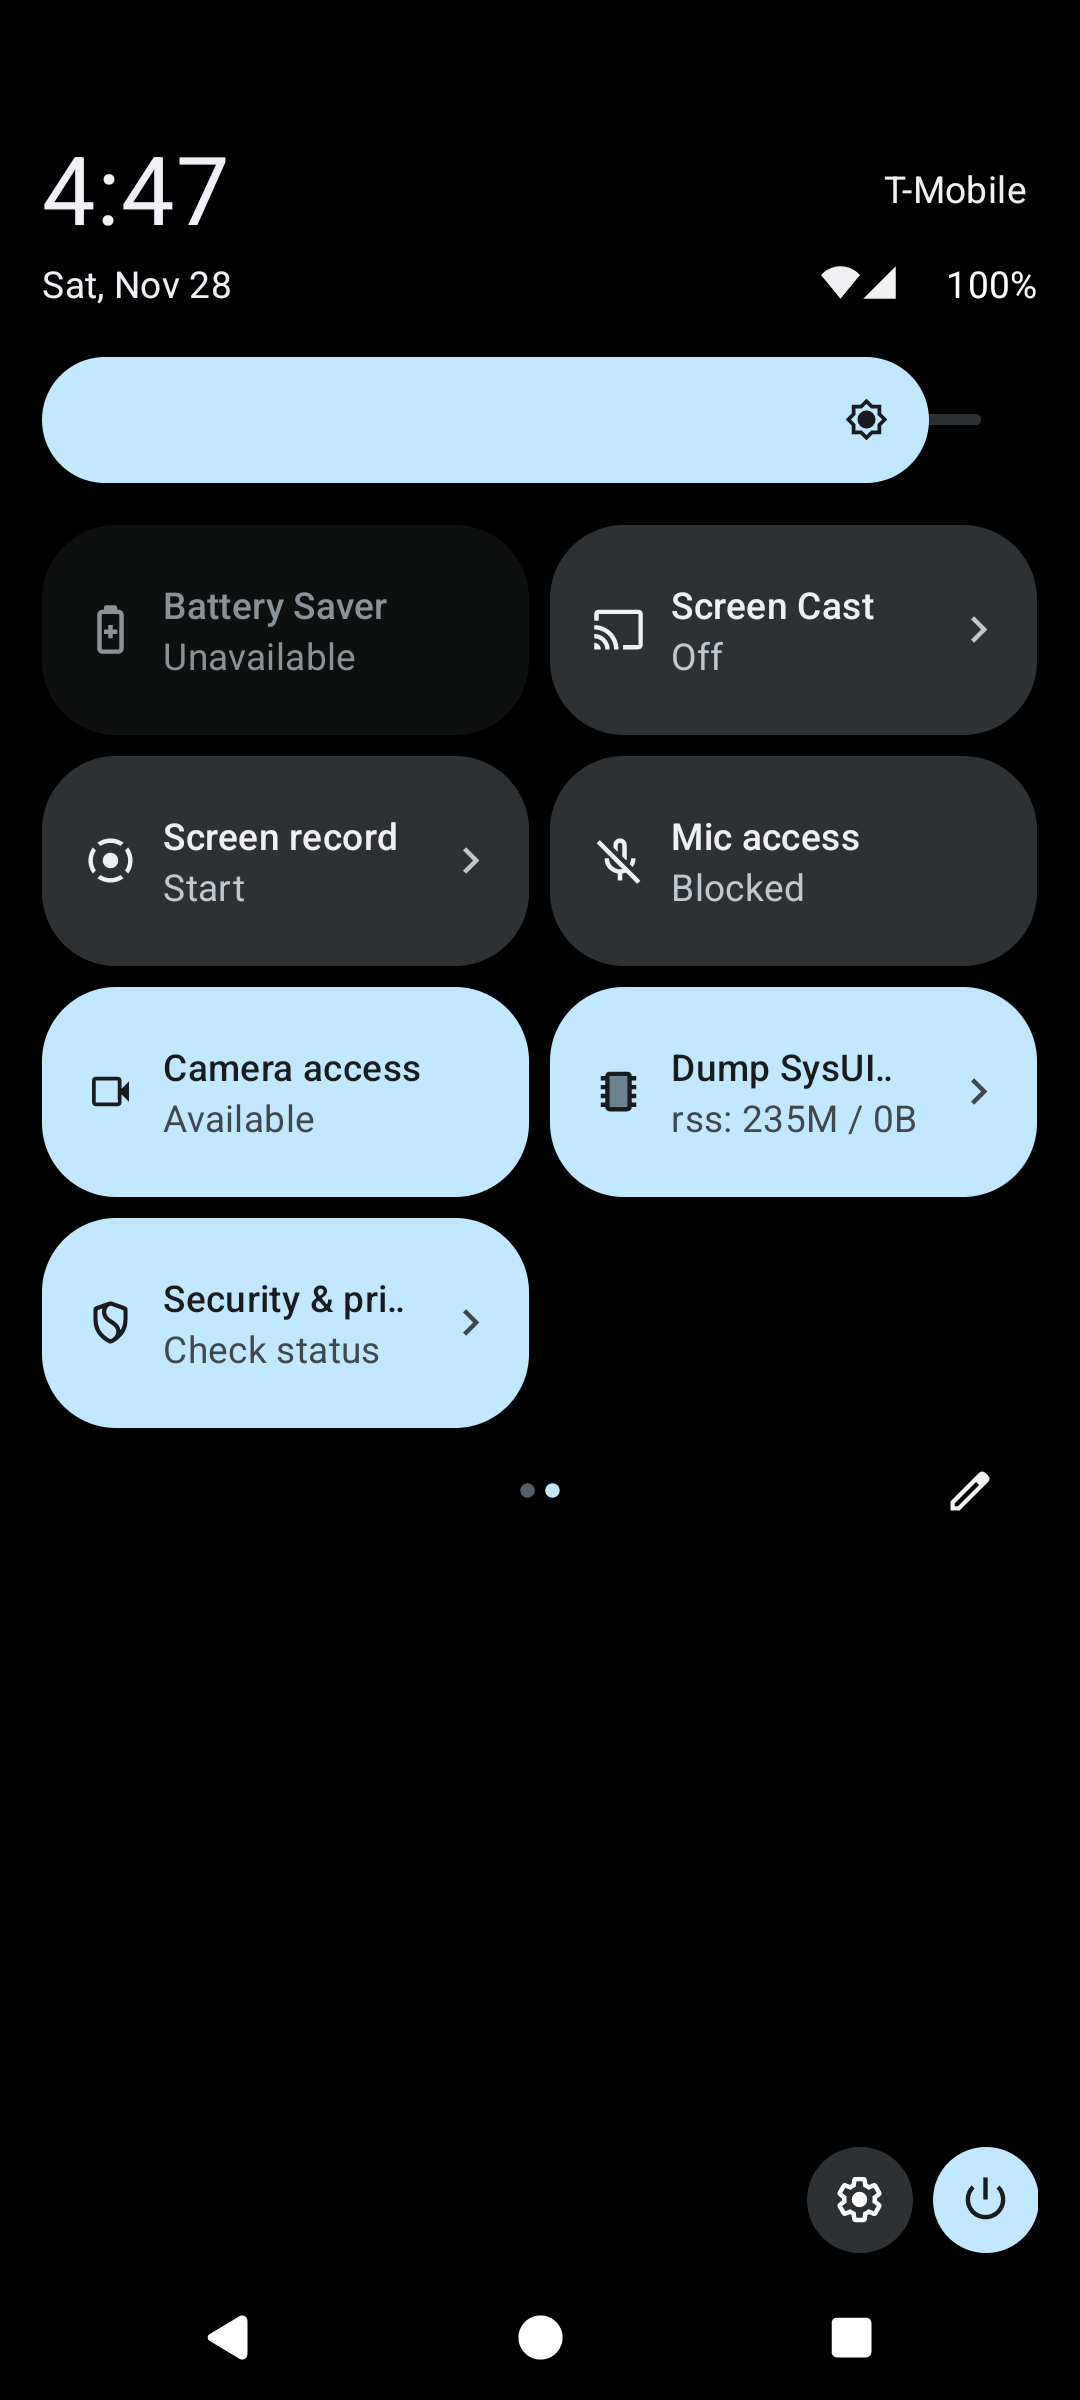 4:47
T-Mobile
Sat, Nov 28
100%
Battery Saver
Unavailable
Screen Cast
Off
Screen record
Start
Mic access
Blocked
Camera access
Available
Dump SysUI..
rss: 235M / 0B
Security & pri..
Check status